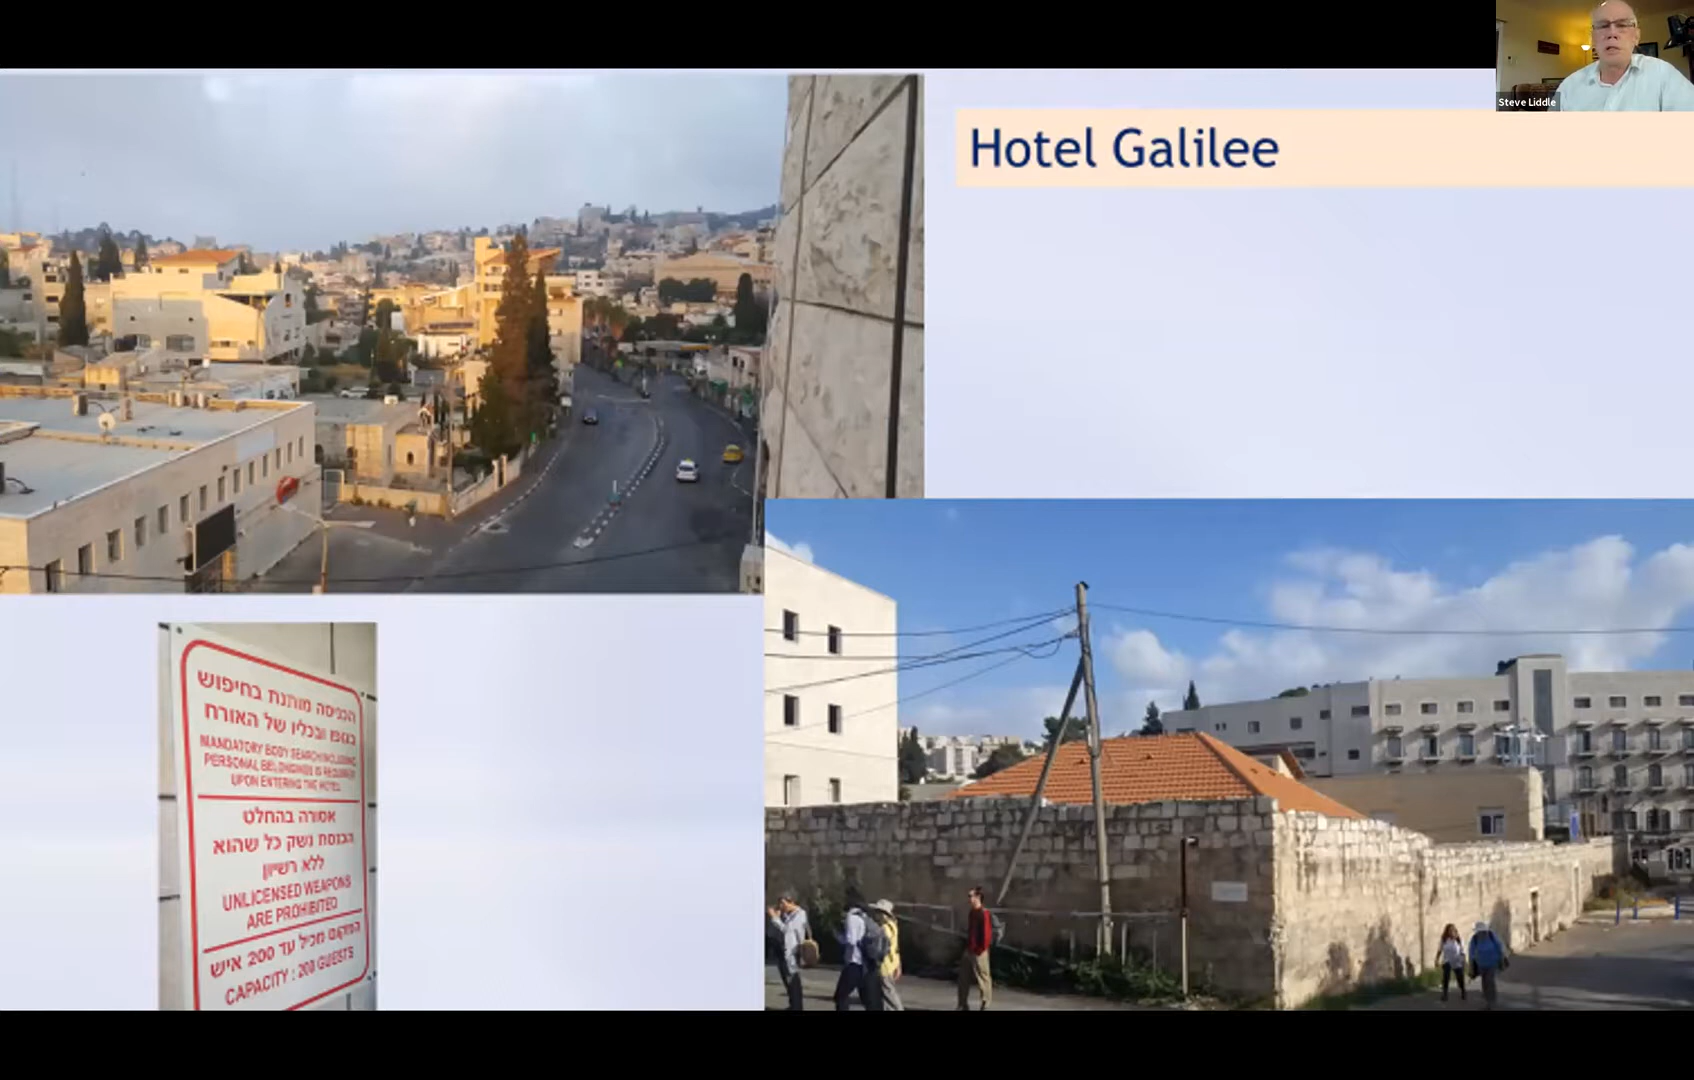 Steve Liddle
Hotel Galilee
הכניסה מותנת בחיפוש
בגופו ובכליו של האורח
MANDATORY BODY SEARCH INCLUDING
PERSONAL BELONGINGS IS REQUIRED
UPON ENTERING THE HOTEL
אסורה בהחלט
הכנסת נשק כל שהוא
ללא רשיון
UNLICENSED WEAPONS
ARE PROHIBITED
המקום מכיל עד 200 איש
CAPACITY : 200 GUESTS